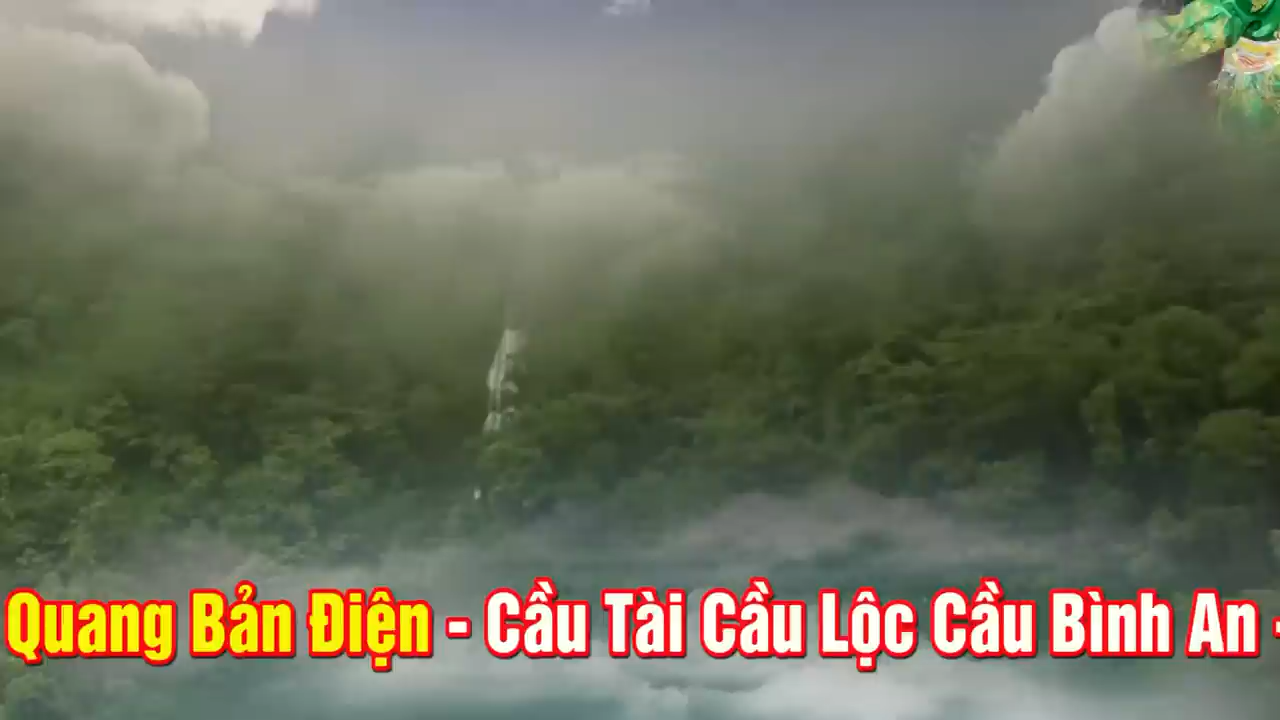 Quang Bản Điện - Cầu Tài Cầu Lộc Cầu Bình An -